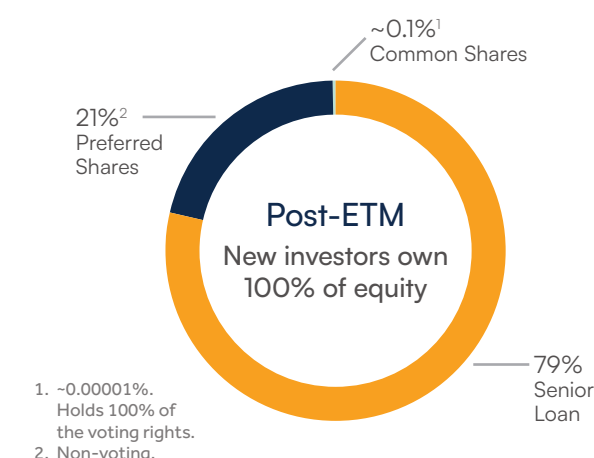 ~0.1%¹
Common Shares
21%²
Preferred
Shares
Post-ETM
New investors own
100% of equity
79%
Senior
Loan
1. ~0.00001%.
Holds 100% of
the voting rights.
2. Non-voting.